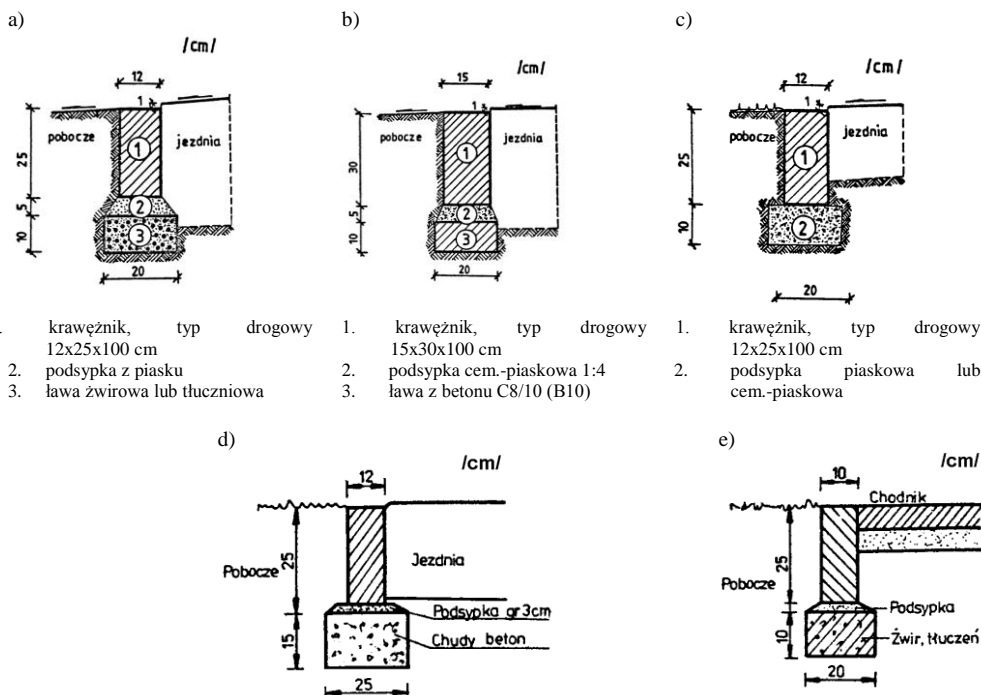 a)
b)
c)
/cm/
/cm/
/cm/
12
15
12
1
1
1
pobocze
jezdnia
pobocze
jezdnia
pobocze
jezdnia
25
5
10
30
5
10
25
10
1
2
3
1
2
3
1
2
20
20
20
. krawężnik, typ drogowy
12x25x100 cm
2. podsypka z piasku
3. ława żwirowa lub tłuczniowa
1. krawężnik, typ drogowy
15x30x100 cm
2. podsypka cem.-piaskowa 1:4
3. ława z betonu C8/10 (B10)
1. krawężnik, typ drogowy
12x25x100 cm
2. podsypka piaskowa lub
cem.-piaskowa
d)
e)
/cm/
/cm/
12
10
Chodnik
Pobocze
25
Jezdnia
Podsypka gr 3cm
Chudy beton
15
25
Pobocze
25
Podsypka
Żwir, tłuczeń
10
20